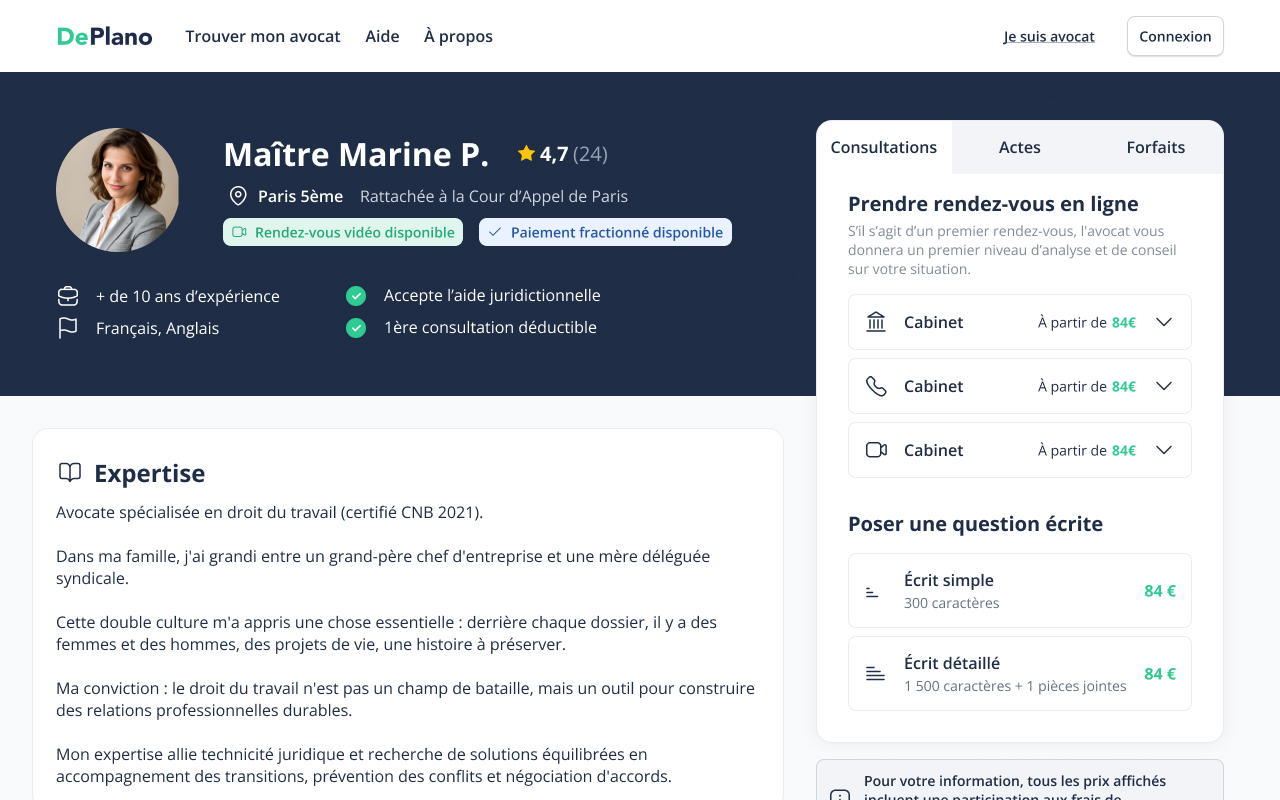 DePlano
Trouver mon avocat
Aide
À propos
Je suis avocat
Connexion
Maître Marine P.
4,7 (24)
Paris 5ème
Rattachée à la Cour d’Appel de Paris
Rendez-vous vidéo disponible
Paiement fractionné disponible
+ de 10 ans d’expérience
Accepte l’aide juridictionnelle
Français, Anglais
1ère consultation déductible
Expertise
Avocate spécialisée en droit du travail (certifié CNB 2021).
Dans ma famille, j'ai grandi entre un grand-père chef d'entreprise et une mère déléguée
syndicale.
Cette double culture m'a appris une chose essentielle : derrière chaque dossier, il y a des
femmes et des hommes, des projets de vie, une histoire à préserver.
Ma conviction : le droit du travail n'est pas un champ de bataille, mais un outil pour construire
des relations professionnelles durables.
Mon expertise allie technicité juridique et recherche de solutions équilibrées en
accompagnement des transitions, prévention des conflits et négociation d'accords.
Consultations
Actes
Forfaits
Prendre rendez-vous en ligne
S’il s’agit d’un premier rendez-vous, l'avocat vous
donnera un premier niveau d’analyse et de conseil
sur votre situation.
Cabinet
À partir de 84€
Cabinet
À partir de 84€
Cabinet
À partir de 84€
Poser une question écrite
Écrit simple
300 caractères
84 €
Écrit détaillé
1 500 caractères + 1 pièces jointes
84 €
Pour votre information, tous les prix affichés
incluent une participation aux frais de